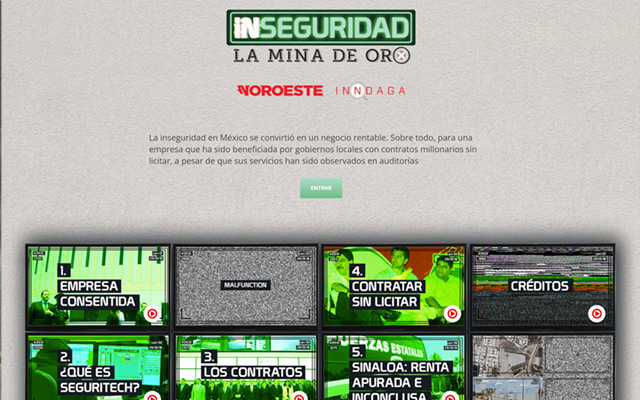 INSEGURIDAD
LA MINA DE ORO
NOROESTE INNDAGA
La inseguridad en México se convirtió en un negocio rentable. Sobre todo, para una
empresa que ha sido beneficiada por gobiernos locales con contratos millonarios sin
licitar, a pesar de que sus servicios han sido observados en auditorías
ENTRAR
1.
EMPRESA
CONSENTIDA
MALFUNCTION
4.
CONTRATAR
SIN LICITAR
CRÉDITOS
2.
¿QUÉ ES
SEGURITECH?
3.
LOS CONTRATOS
FUERZAS ESTATALES
5.
SINALOA: RENTA
APURADA E
INCONCLUSA